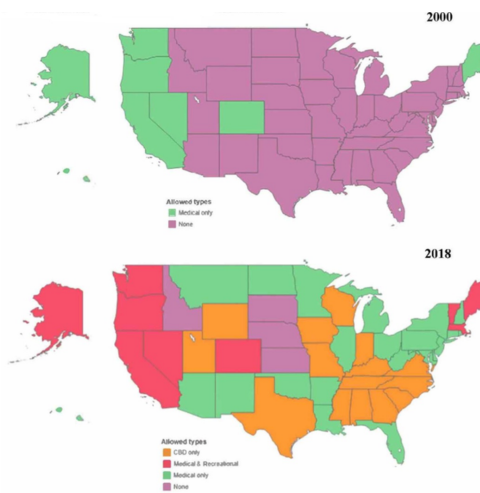 2000
Allowed types
Medical only
None
2018
Allowed types
CBD only
Medical & Recreational
Medical only
None